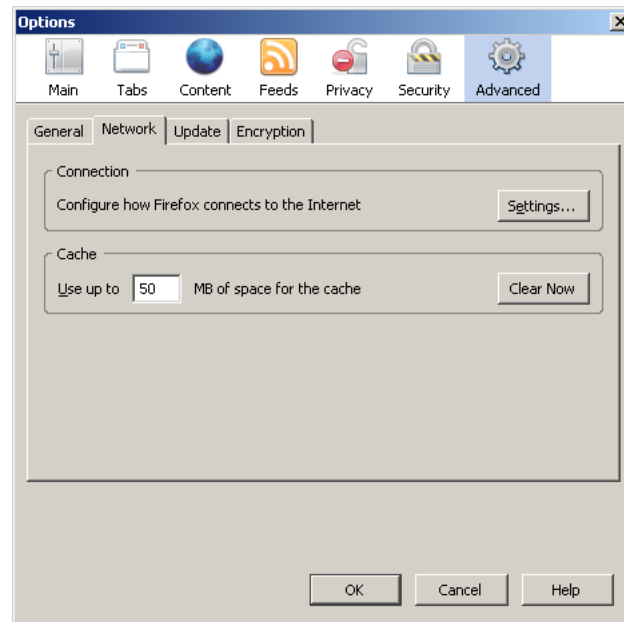 Options
Main Tabs Content Feeds Privacy Security Advanced
General Network Update Encryption
Connection
Configure how Firefox connects to the Internet Settings...
Cache
Use up to 50 MB of space for the cache Clear Now
OK Cancel Help